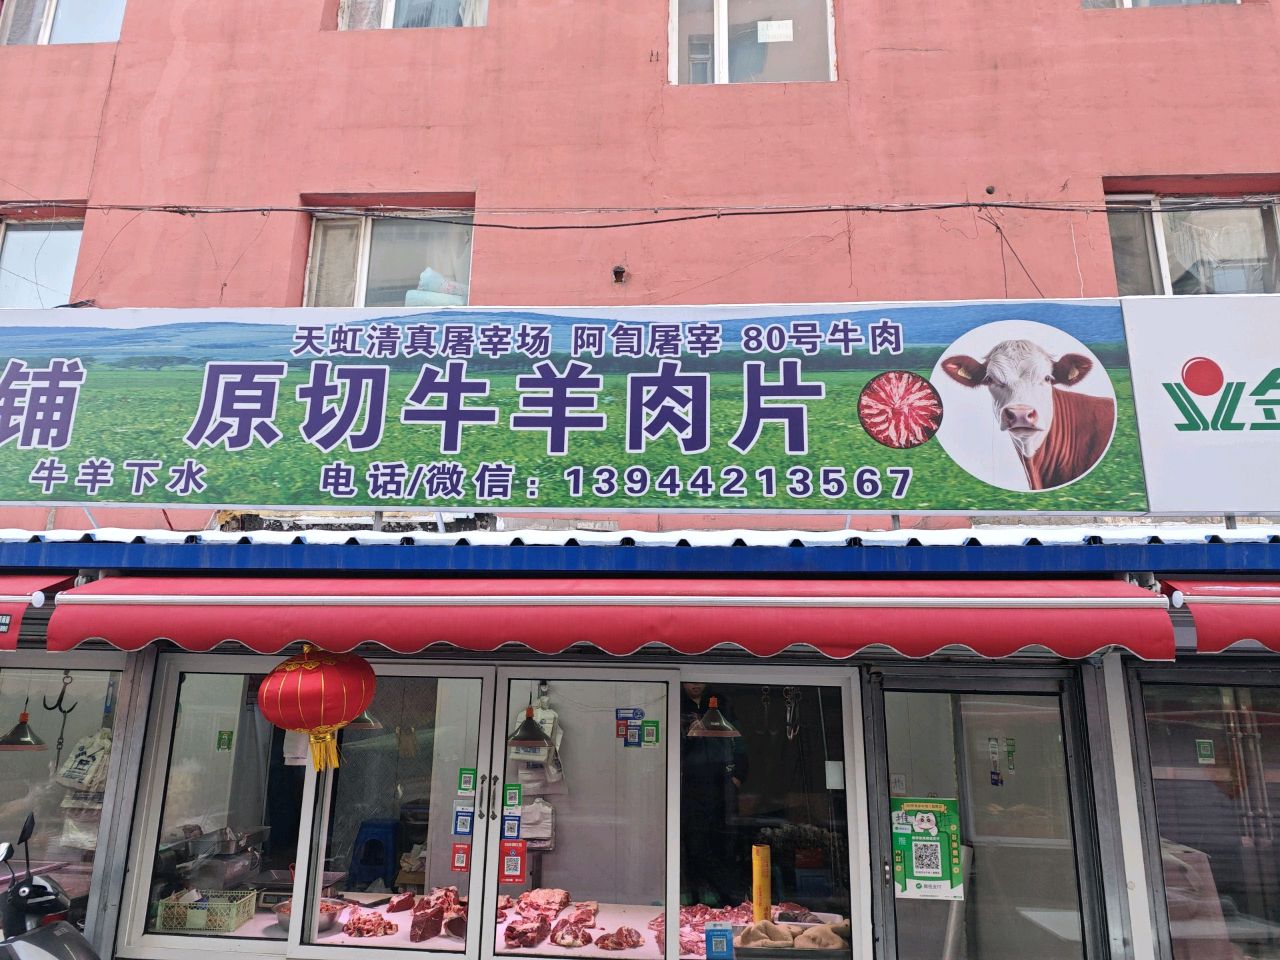 天虹清真屠宰场 阿訇屠宰 80号牛肉
铺 原切牛羊肉片
牛羊下水 电话/微信：13944213567
推